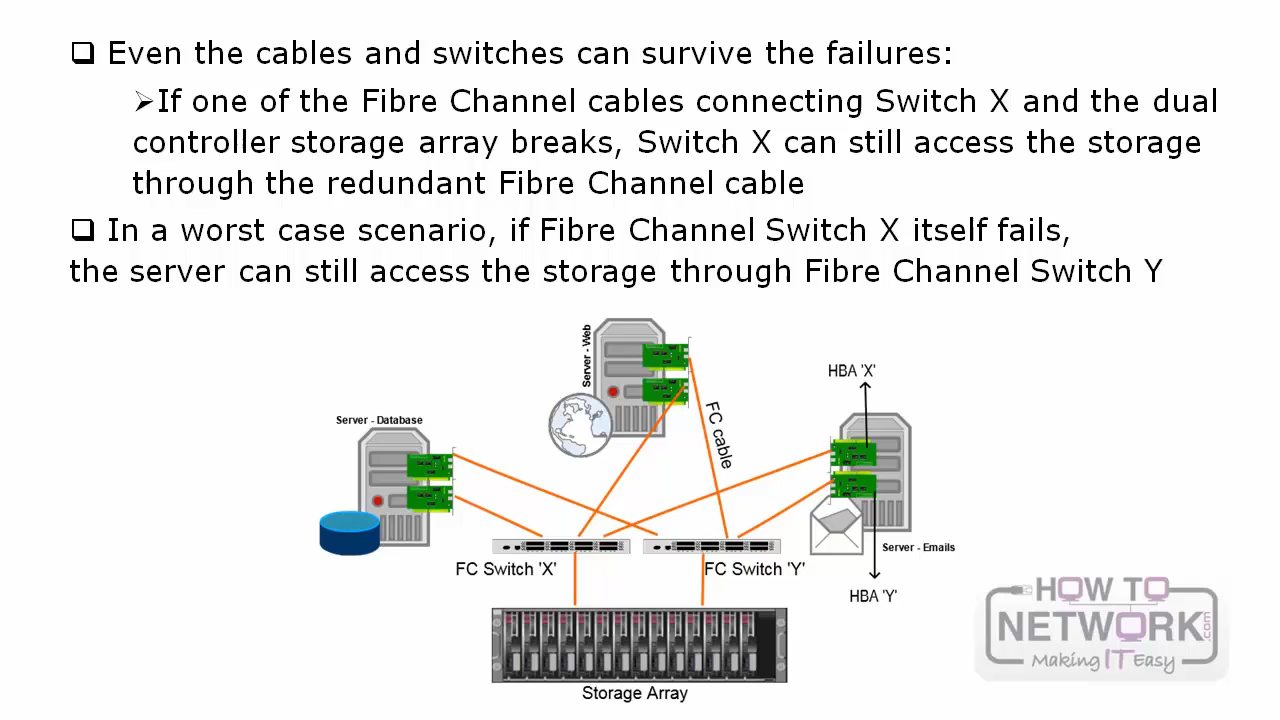 Even the cables and switches can survive the failures:
If one of the Fibre Channel cables connecting Switch X and the dual
controller storage array breaks, Switch X can still access the storage
through the redundant Fibre Channel cable
In a worst case scenario, if Fibre Channel Switch X itself fails,
the server can still access the storage through Fibre Channel Switch Y
Server - Web
HBA 'X'
Server - Database
FC cable
Server - Emails
FC Switch 'X'
FC Switch 'Y'
HBA 'Y'
Storage Array
HOW TO
NETWORK.com
Making IT Easy